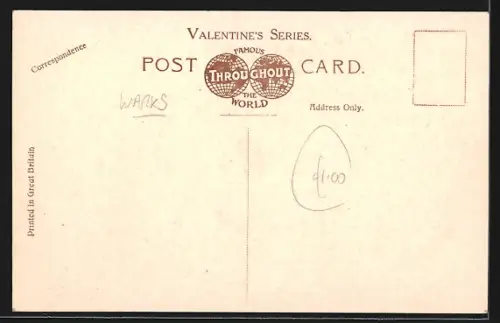 VALENTINE'S SERIES.
Correspondence
POST CARD.
FAMOUS
THROUGHOUT
THE
WORLD
WARKS
Address Only.
£1.00
Printed in Great Britain